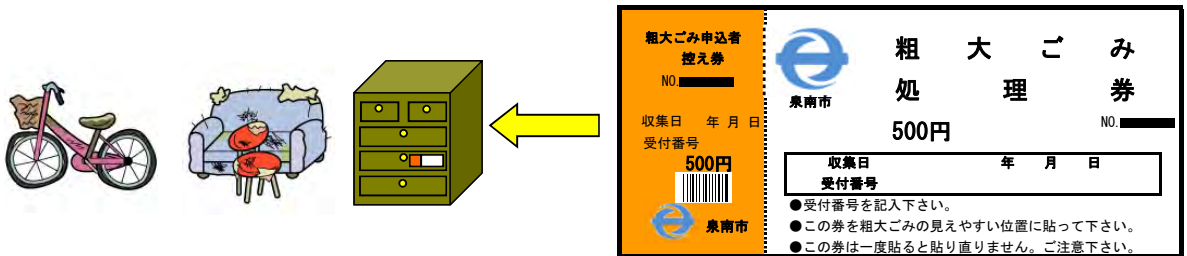 粗大ごみ申込者
控え券
NO.
収集日 年 月 日
受付番号
500円
泉南市
泉南市
粗大ごみ
処理券
500円
NO.
収集日 年 月 日
受付番号
●受付番号を記入下さい。
●この券を粗大ごみの見えやすい位置に貼って下さい。
●この券は一度貼ると貼り直りません。ご注意下さい。